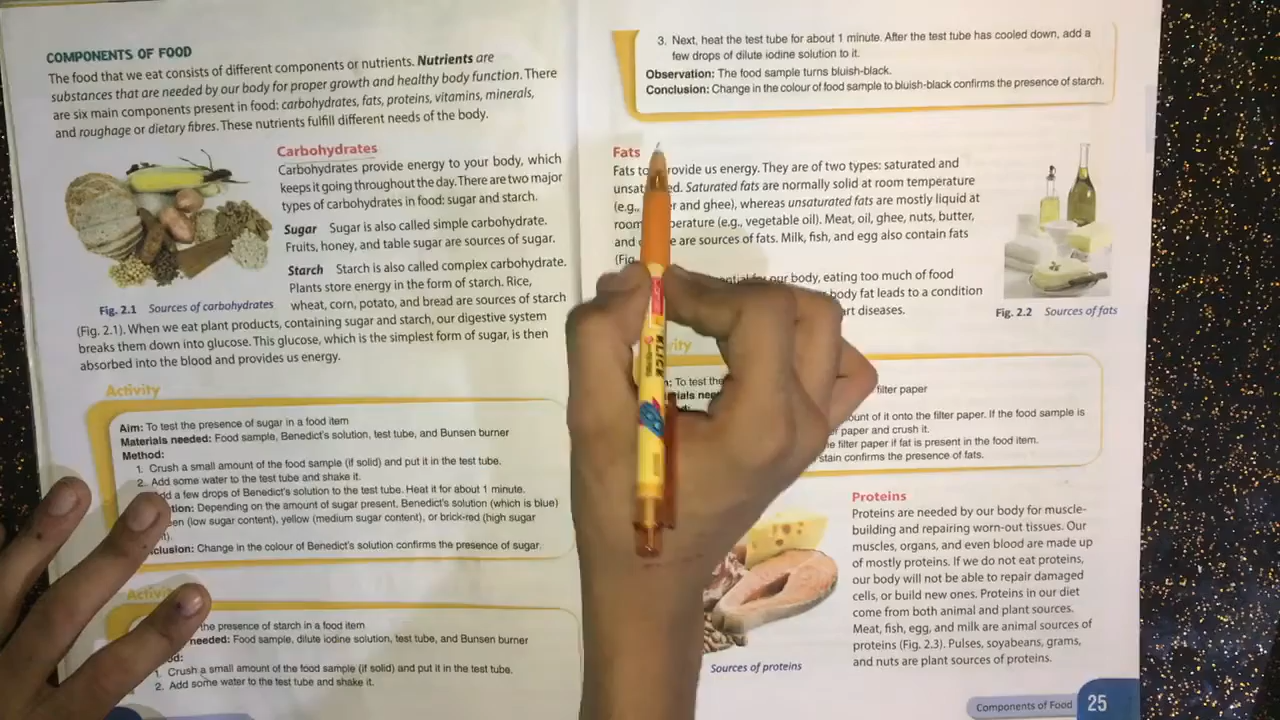 COMPONENTS OF FOOD
The food that we eat consists of different components or nutrients. Nutrients are
substances that are needed by our body for proper growth and healthy body function. There
are six main components present in food: carbohydrates, fats, proteins, vitamins, minerals,
and roughage or dietary fibres. These nutrients fulfill different needs of the body.
Carbohydrates
Carbohydrates provide energy to your body, which
keeps it going throughout the day. There are two major
types of carbohydrates in food: sugar and starch.
Sugar Sugar is also called simple carbohydrate.
Fruits, honey, and table sugar are sources of sugar.
Starch Starch is also called complex carbohydrate.
Plants store energy in the form of starch. Rice,
wheat, corn, potato, and bread are sources of starch
Fig. 2.1 Sources of carbohydrates
(Fig. 2.1). When we eat plant products, containing sugar and starch, our digestive system
breaks them down into glucose. This glucose, which is the simplest form of sugar, is then
absorbed into the blood and provides us energy.
Activity
Aim: To test the presence of sugar in a food item
Materials needed: Food sample, Benedict's solution, test tube, and Bunsen burner
Method:
1. Crush a small amount of the food sample (if solid) and put it in the test tube.
2. Add some water to the test tube and shake it.
a few drops of Benedict's solution to the test tube. Heat it for about 1 minute.
Depending on the amount of sugar present, Benedict's solution (which is blue)
(low sugar content), yellow (medium sugar content), or brick-red (high sugar
Change in the colour of Benedict's solution confirms the presence of sugar.
Activi
the presence of starch in a food item
needed: Food sample, dilute iodine solution, test tube, and Bunsen burner
1. Crush a small amount of the food sample (if solid) and put it in the test tube.
2. Add some water to the test tube and shake it.
3. Next, heat the test tube for about 1 minute. After the test tube has cooled down, add a
few drops of dilute iodine solution to it.
Observation: The food sample turns bluish-black.
Conclusion: Change in the colour of food sample to bluish-black confirms the presence of starch.
Fats
Fats us energy. They are of two types: saturated and
Saturated fats are normally solid at room temperature
(e.g., and ghee), whereas unsaturated fats are mostly liquid at
room (e.g., vegetable oil). Meat, oil, ghee, nuts, butter,
and are sources of fats. Milk, fish, and egg also contain fats
(Fig.
our body, eating too much of food
body fat leads to a condition
diseases.
Fig. 2.2 Sources of fats
To test the filter paper
of it onto the filter paper. If the food sample is
paper and crush it.
filter paper if fat is present in the food item.
stain confirms the presence of fats.
KLICK
Proteins
Proteins are needed by our body for muscle-
building and repairing worn-out tissues. Our
muscles, organs, and even blood are made up
of mostly proteins. If we do not eat proteins,
our body will not be able to repair damaged
cells, or build new ones. Proteins in our diet
come from both animal and plant sources.
Meat, fish, egg, and milk are animal sources of
proteins (Fig. 2.3). Pulses, soyabeans, grams,
and nuts are plant sources of proteins.
Sources of proteins
Components of Food 25